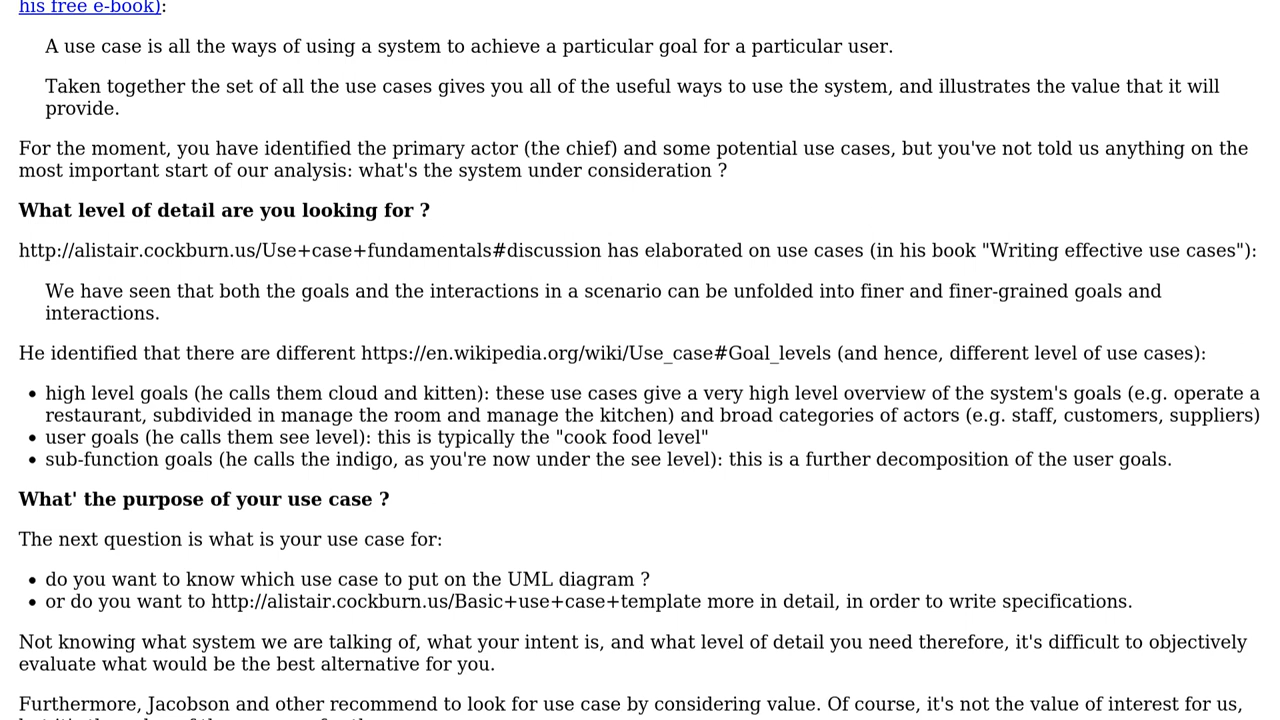 his free e-book):
A use case is all the ways of using a system to achieve a particular goal for a particular user.
Taken together the set of all the use cases gives you all of the useful ways to use the system, and illustrates the value that it will
provide.
For the moment, you have identified the primary actor (the chief) and some potential use cases, but you've not told us anything on the
most important start of our analysis: what's the system under consideration ?
What level of detail are you looking for ?
http://alistair.cockburn.us/Use+case+fundamentals#discussion has elaborated on use cases (in his book "Writing effective use cases"):
We have seen that both the goals and the interactions in a scenario can be unfolded into finer and finer-grained goals and
interactions.
He identified that there are different https://en.wikipedia.org/wiki/Use_case#Goal_levels (and hence, different level of use cases):
• high level goals (he calls them cloud and kitten): these use cases give a very high level overview of the system's goals (e.g. operate a
restaurant, subdivided in manage the room and manage the kitchen) and broad categories of actors (e.g. staff, customers, suppliers)
• user goals (he calls them see level): this is typically the "cook food level"
• sub-function goals (he calls the indigo, as you're now under the see level): this is a further decomposition of the user goals.
What' the purpose of your use case ?
The next question is what is your use case for:
• do you want to know which use case to put on the UML diagram ?
• or do you want to http://alistair.cockburn.us/Basic+use+case+template more in detail, in order to write specifications.
Not knowing what system we are talking of, what your intent is, and what level of detail you need therefore, it's difficult to objectively
evaluate what would be the best alternative for you.
Furthermore, Jacobson and other recommend to look for use case by considering value. Of course, it's not the value of interest for us,